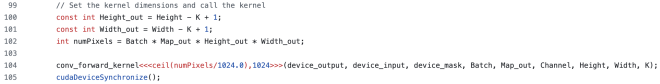 99 // Set the kernel dimensions and call the kernel
100 const int Height_out = Height - K + 1;
101 const int Width_out = Width - K + 1;
102 int numPixels = Batch * Map_out * Height_out * Width_out;
103
104 conv_forward_kernel<<<ceil(numPixels/1024.0),1024>>>(device_output, device_input, device_mask, Batch, Map_out, Channel, Height, Width, K);
105 cudaDeviceSynchronize();